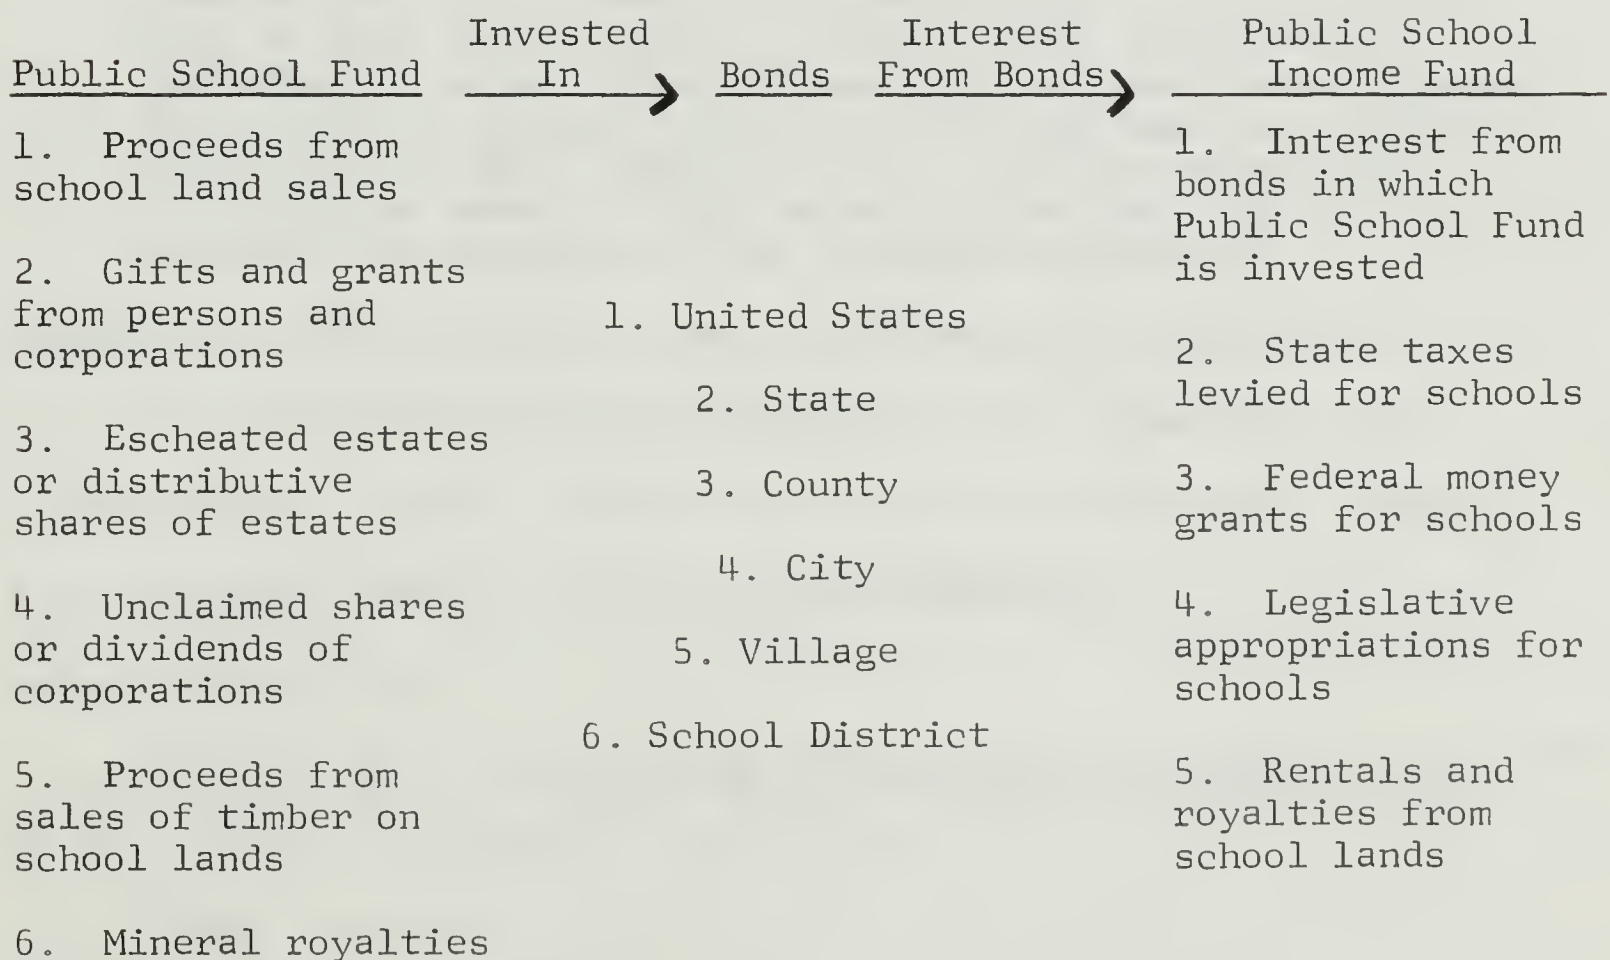 Public School Fund
Invested
In
Bonds
Interest
From Bonds
Public School
Income Fund
1. Proceeds from
school land sales
2. Gifts and grants
from persons and
corporations
3. Escheated estates
or distributive
shares of estates
4. Unclaimed shares
or dividends of
corporations
5. Proceeds from
sales of timber on
school lands
6. Mineral royalties
1. United States
2. State
3. County
4. City
5. Village
6. School District
1. Interest from
bonds in which
Public School Fund
is invested
2. State taxes
levied for schools
3. Federal money
grants for schools
4. Legislative
appropriations for
schools
5. Rentals and
royalties from
school lands